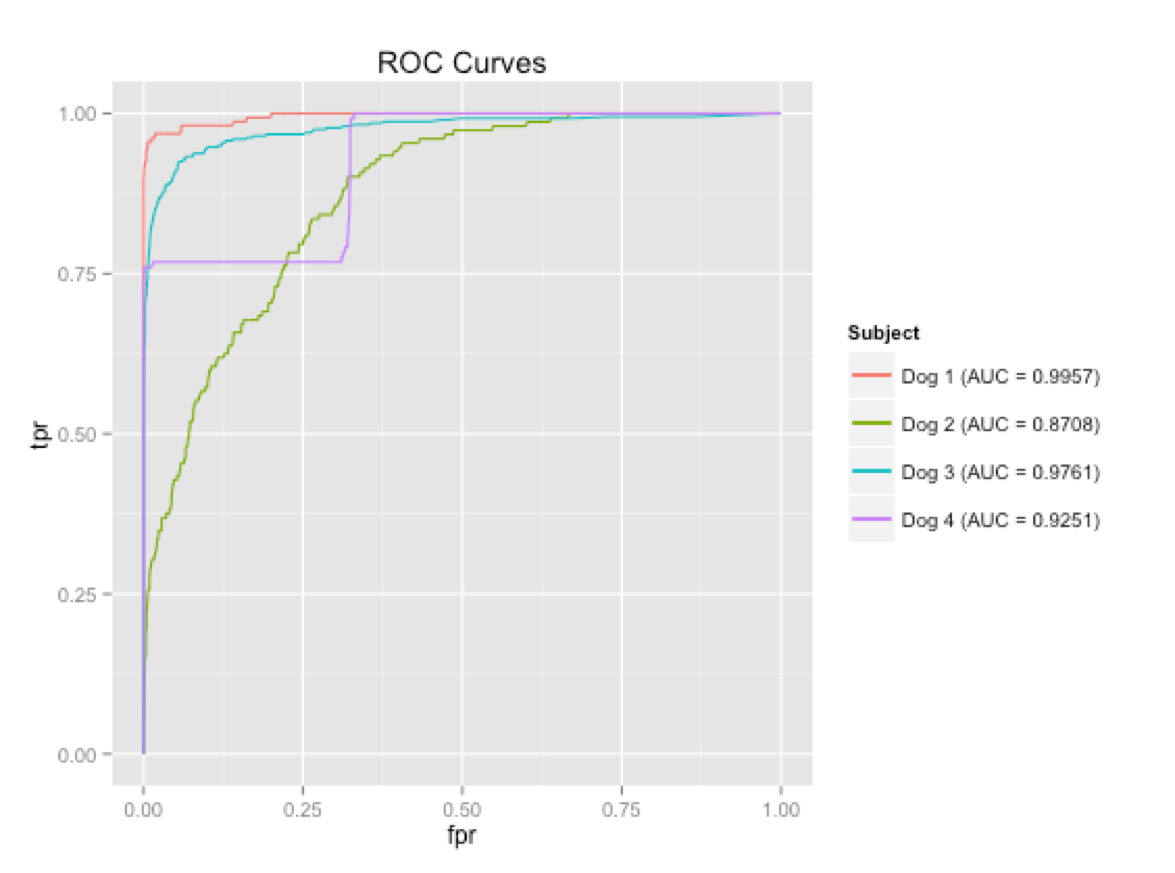 ROC Curves
1.00
0.75
0.50
0.25
0.00
tpr
0.00 0.25 0.50 0.75 1.00
fpr
Subject
Dog 1 (AUC = 0.9957)
Dog 2 (AUC = 0.8708)
Dog 3 (AUC = 0.9761)
Dog 4 (AUC = 0.9251)